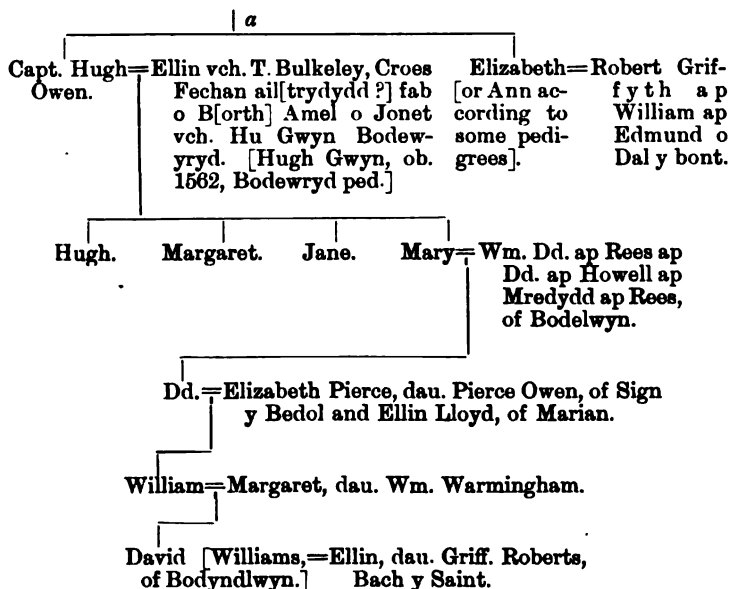 a
Capt. Hugh=Ellin vch. T. Bulkeley, Croes
Owen. Fechan ail[trydydd ?] fab
o B[orth] Amel o Jonet
vch. Hu Gwyn Bodew-
yryd. [Hugh Gwyn, ob.
1562, Bodewryd ped.]
Elizabeth=Robert Grif-
[or Ann ac- fyth ap
cording to William ap
some pedi- Edmund o
grees]. Dal y bont.
Hugh. Margaret. Jane. Mary=Wm. Dd. ap Rees ap
Dd. ap Howell ap
Mredydd ap Rees,
of Bodelwyn.
Dd.=Elizabeth Pierce, dau. Pierce Owen, of Sign
y Bedol and Ellin Lloyd, of Marian.
William=Margaret, dau. Wm. Warmingham.
David [Williams,=Ellin, dau. Griff. Roberts,
of Bodyndlwyn.] Bach y Saint.